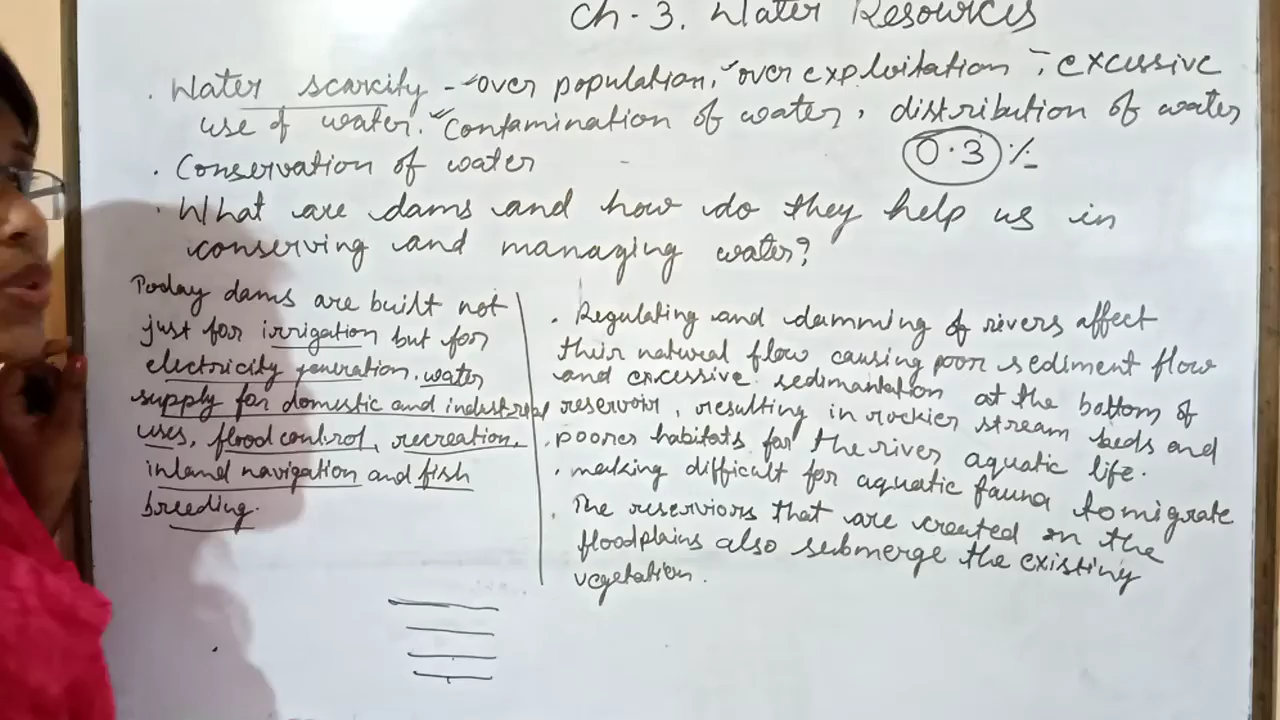 Ch - 3. Water Resources
. Water scarcity - over population, over exploitation, excessive
use of water. Contamination of water, distribution of water
0.3 %
. Conservation of water
. What are dams and how do they help us in
conserving and managing water?
Today dams are built not
just for irrigation but for
electricity generation, water
supply for domestic and industrial
uses, flood control, recreation,
inland navigation and fish
breeding.
. Regulating and damming of rivers affect
their natural flow causing poor sediment flow
and excessive sedimantation at the bottom of
reservoir, resulting in rockier stream beds and
. poorer habitats for the river aquatic life.
. making difficult for aquatic fauna to migrate
. The reserviors that are created on the
floodplains also submerge the existing
vegetation.